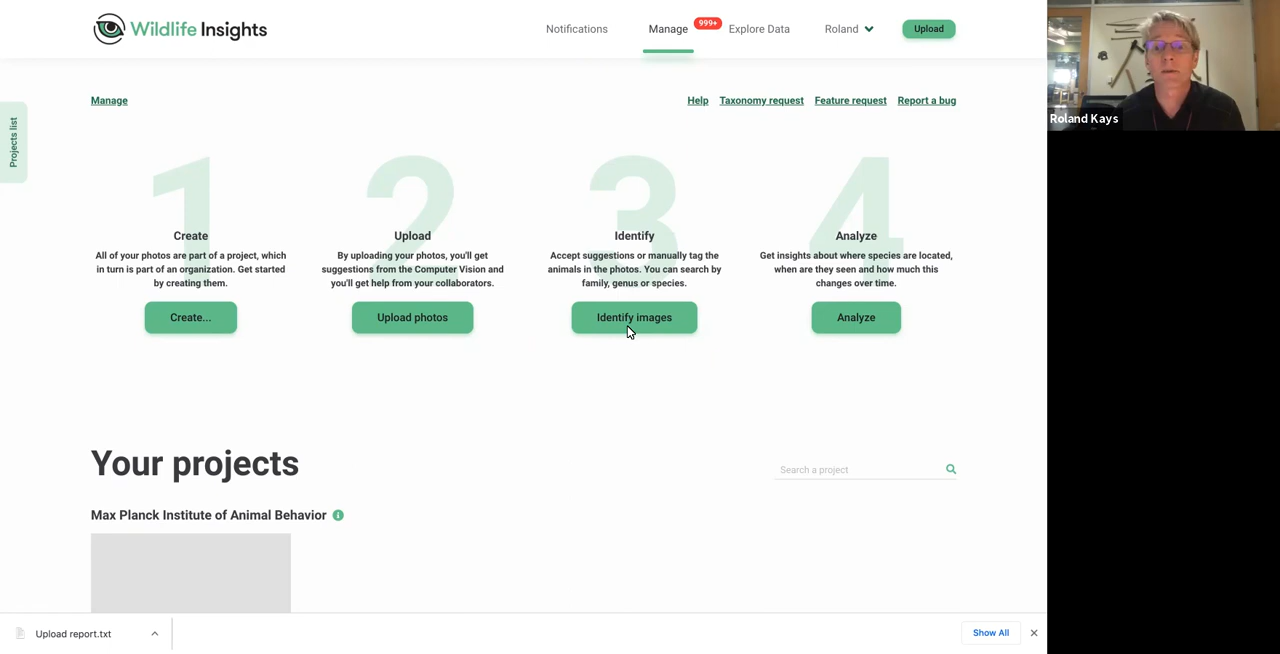 Wildlife Insights
Notifications
Manage
999+
Explore Data
Roland
Upload
Roland Kays
Projects list
Manage
Help
Taxonomy request
Feature request
Report a bug
1
Create
All of your photos are part of a project, which
in turn is part of an organization. Get started
by creating them.
Create...
2
Upload
By uploading your photos, you'll get
suggestions from the Computer Vision and
you'll get help from your collaborators.
Upload photos
3
Identify
Accept suggestions or manually tag the
animals in the photos. You can search by
family, genus or species.
Identify images
4
Analyze
Get insights about where species are located,
when are they seen and how much this
changes over time.
Analyze
Your projects
Search a project
Max Planck Institute of Animal Behavior
Upload report.txt
Show All